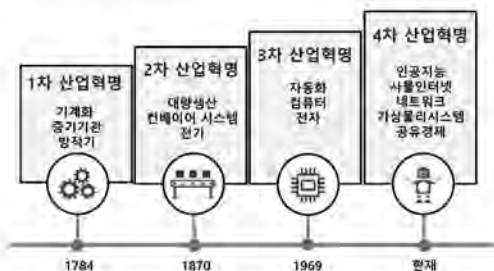 1차 산업혁명
기계화
증기기관
방적기
2차 산업혁명
대량생산
컨베이어 시스템
전기
3차 산업혁명
자동화
컴퓨터
전자
4차 산업혁명
인공지능
사물인터넷
네트워크
가상물리시스템
공유경제
1784
1870
1969
현재